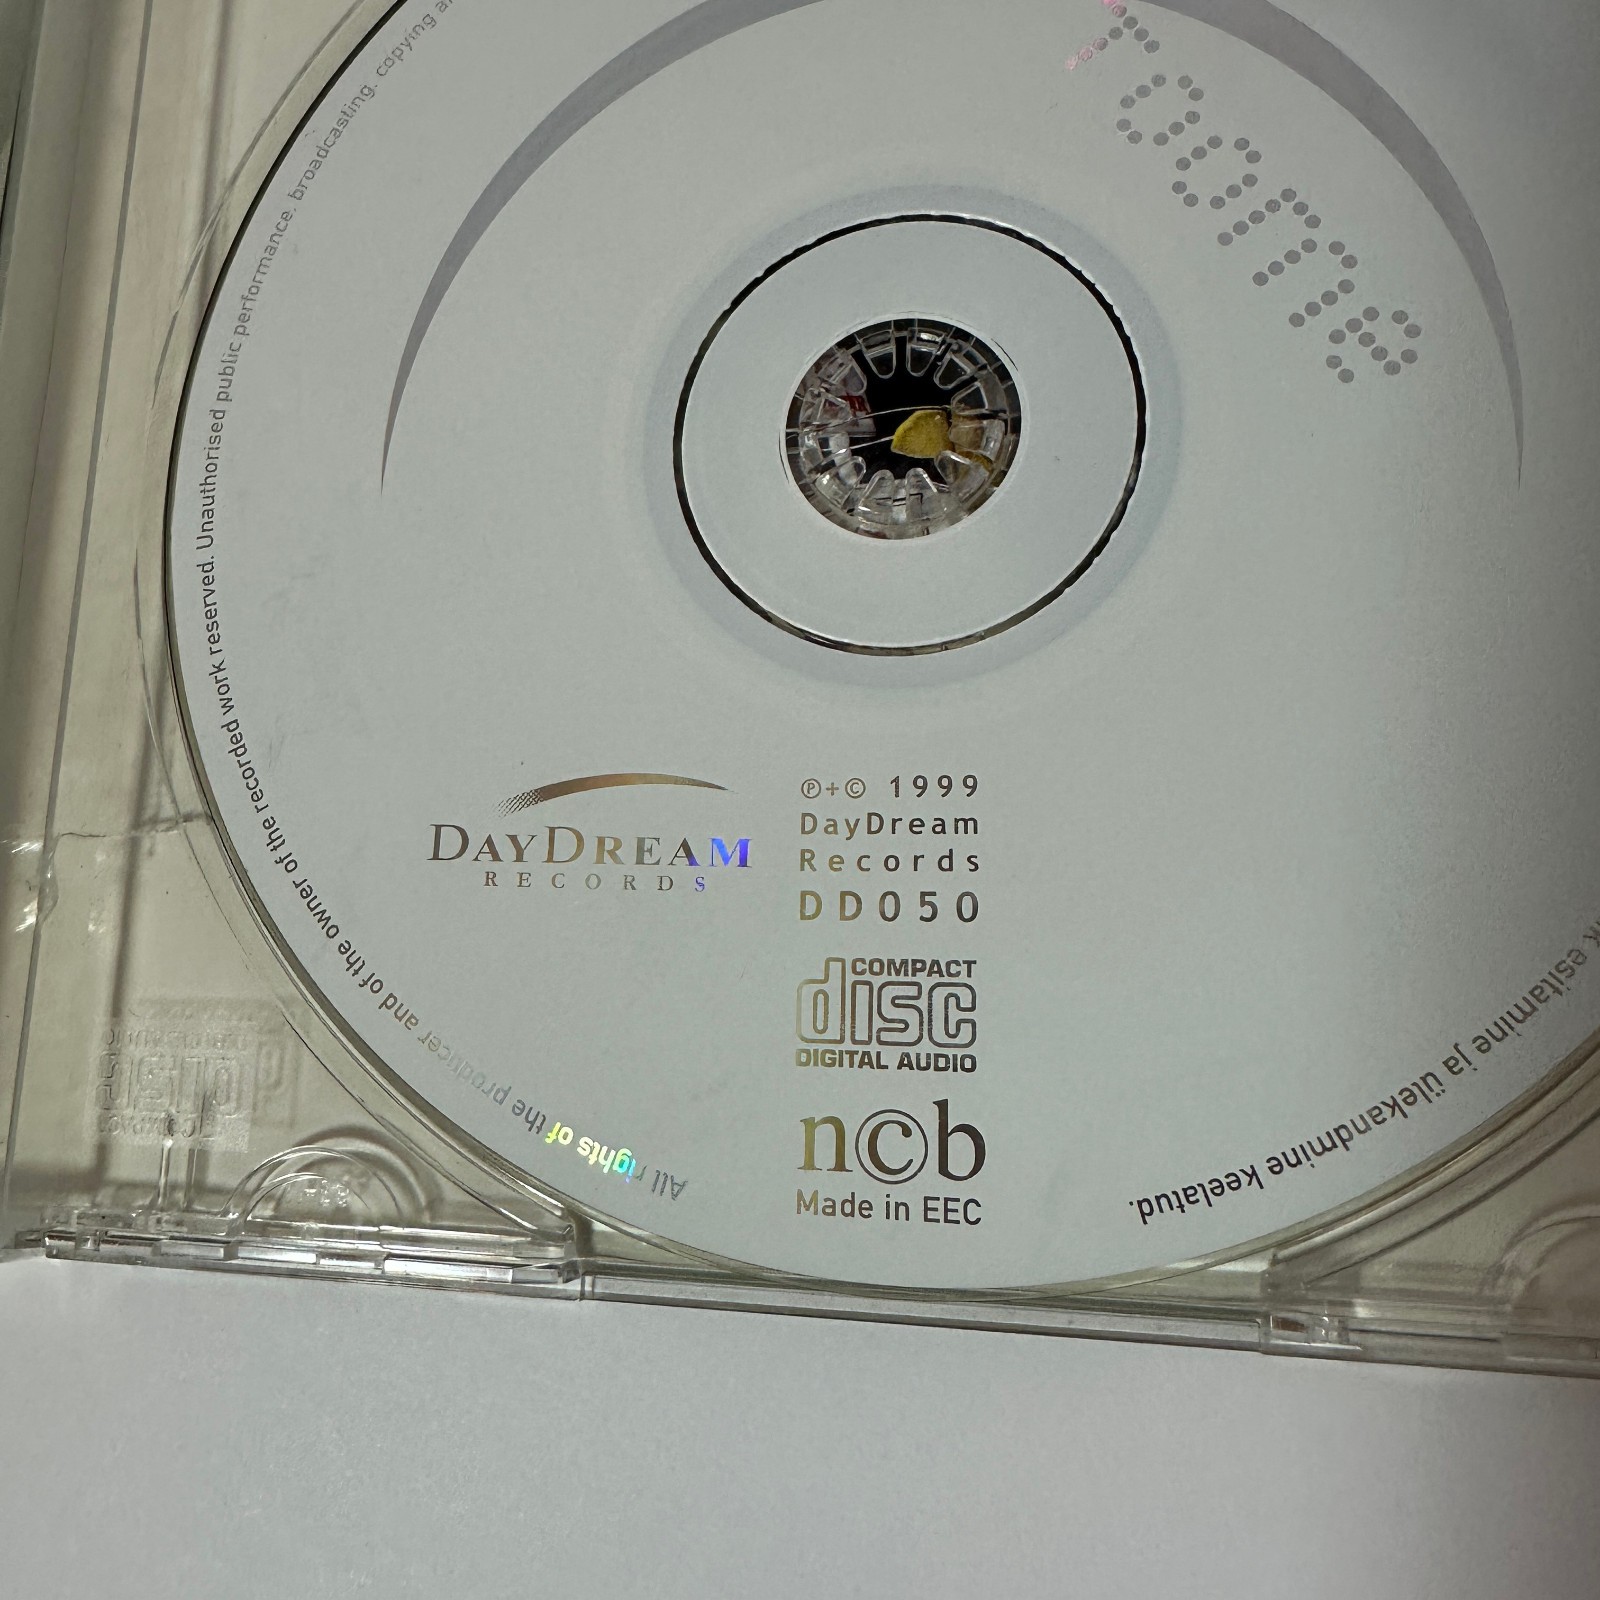 Toome
DAYDREAM
RECORDS
℗+© 1999
DayDream
Records
DD050
COMPACT
disc
DIGITAL AUDIO
n©b
Made in EEC
All rights of the producer and of the owner of the recorded work reserved. Unauthorised public performance, broadcasting, copying
esitamine ja ülekandmine keelatud.